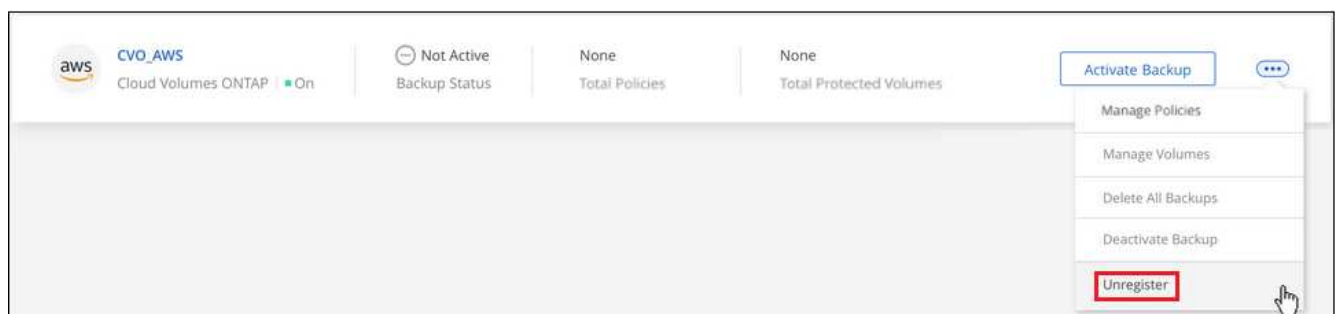 aws
CVO_AWS
Cloud Volumes ONTAP
On
Not Active
Backup Status
None
Total Policies
None
Total Protected Volumes
Activate Backup
Manage Policies
Manage Volumes
Delete All Backups
Deactivate Backup
Unregister